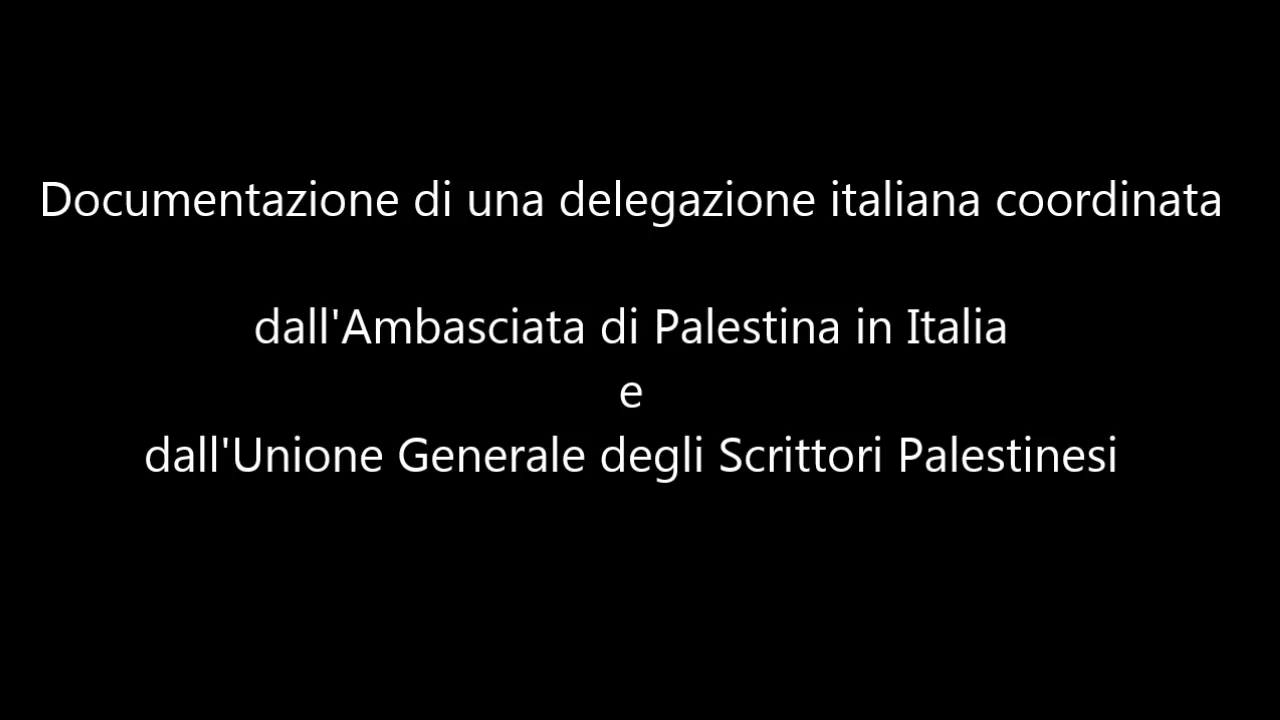 Documentazione di una delegazione italiana coordinata
dall'Ambasciata di Palestina in Italia
e
dall'Unione Generale degli Scrittori Palestinesi